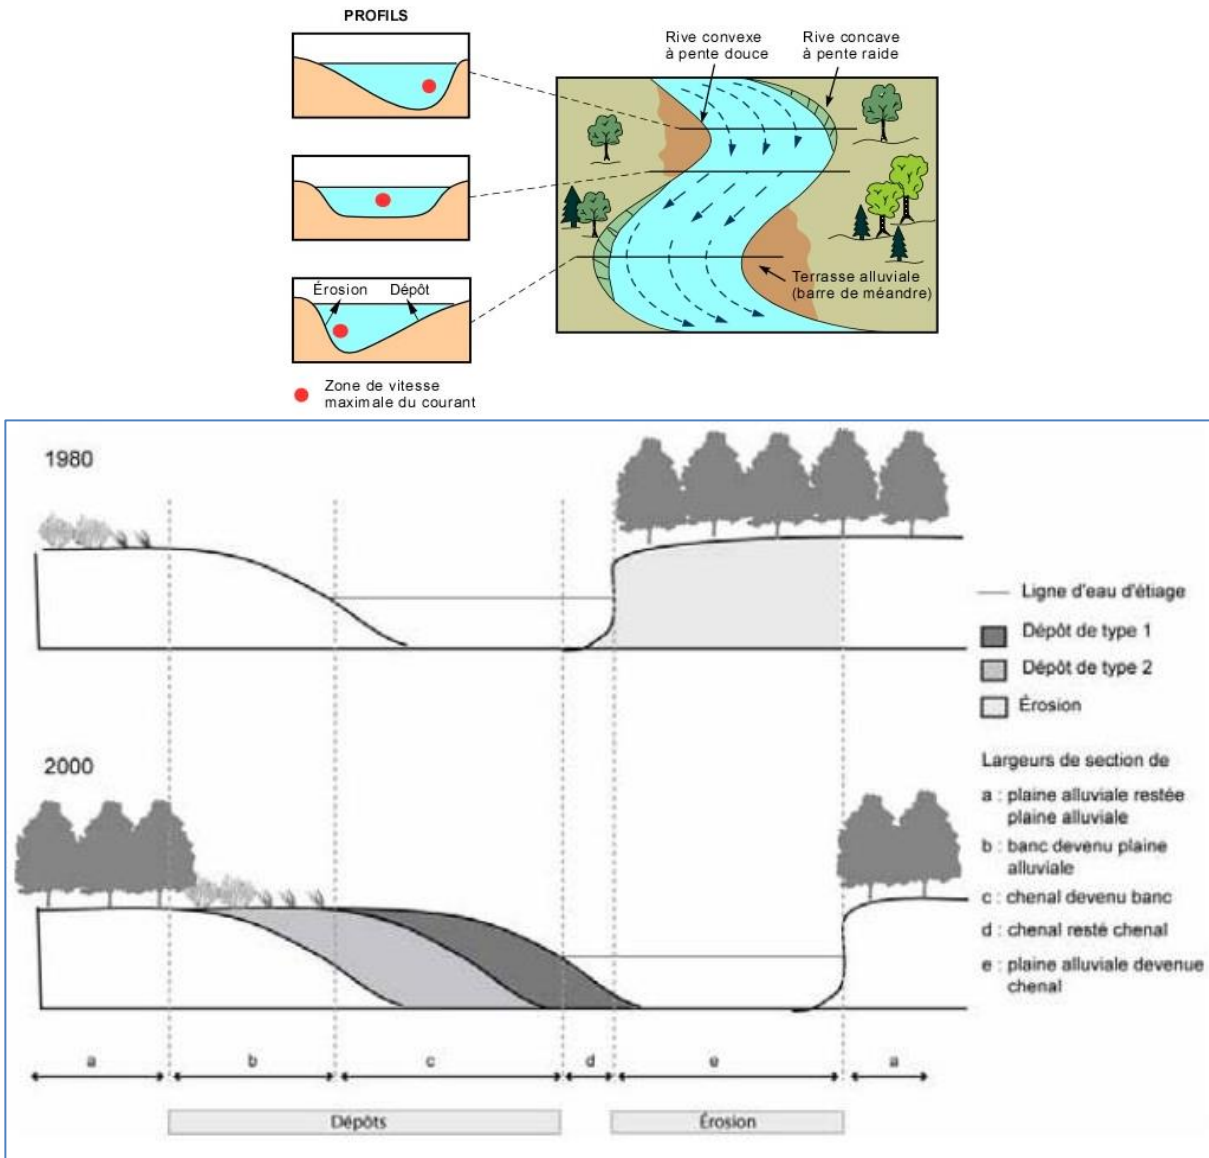 PROFILS
Rive convexe
à pente douce
Rive concave
à pente raide
Érosion
Dépôt
Terrasse alluviale
(barre de méandre)
Zone de vitesse
maximale du courant
1980
Ligne d'eau d'étiage
Dépôt de type 1
Dépôt de type 2
Érosion
2000
Largeurs de section de
a : plaine alluviale restée
plaine alluviale
b : banc devenu plaine
alluviale
c : chenal devenu banc
d : chenal resté chenal
e : plaine alluviale devenue
chenal
a
b
c
d
e
a
Dépôts
Érosion